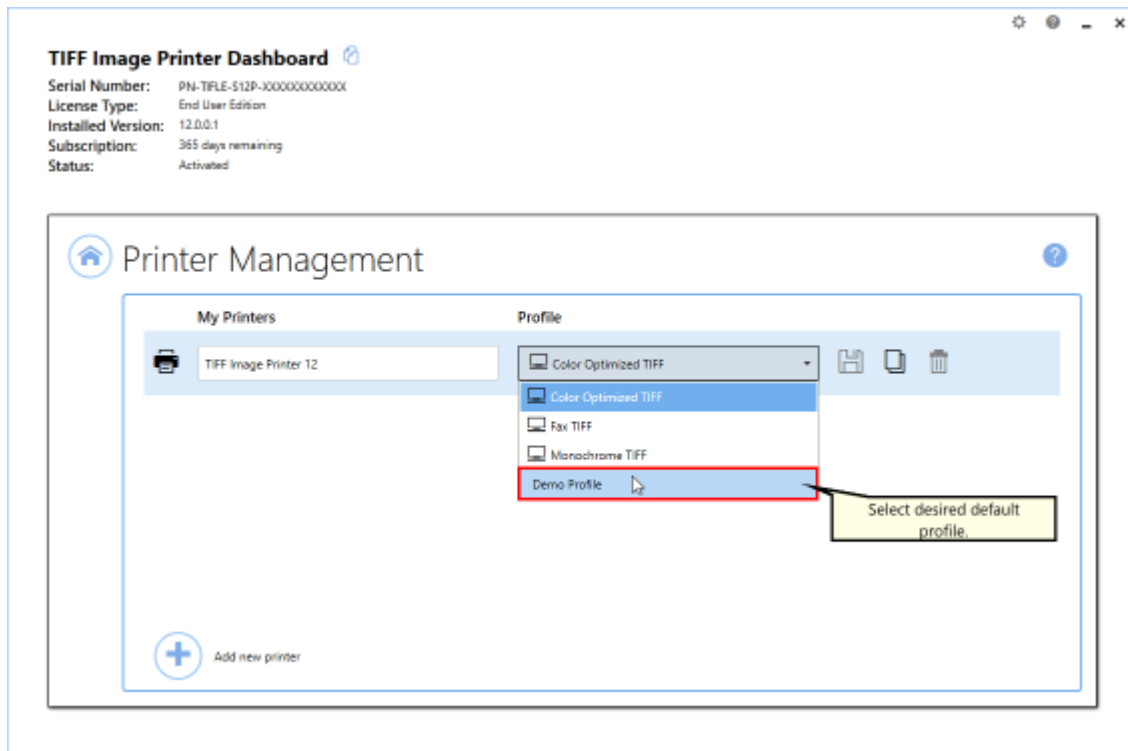 TIFF Image Printer Dashboard
Serial Number: PN-TIFLE-S12P-XXXXXXXXXXXX
License Type: End User Edition
Installed Version: 12.0.0.1
Subscription: 365 days remaining
Status: Activated
Printer Management
?
My Printers Profile
TIFF Image Printer 12 Color Optimized TIFF
Color Optimized TIFF
Fax TIFF
Monochrome TIFF
Demo Profile
Select desired default
profile.
Add new printer